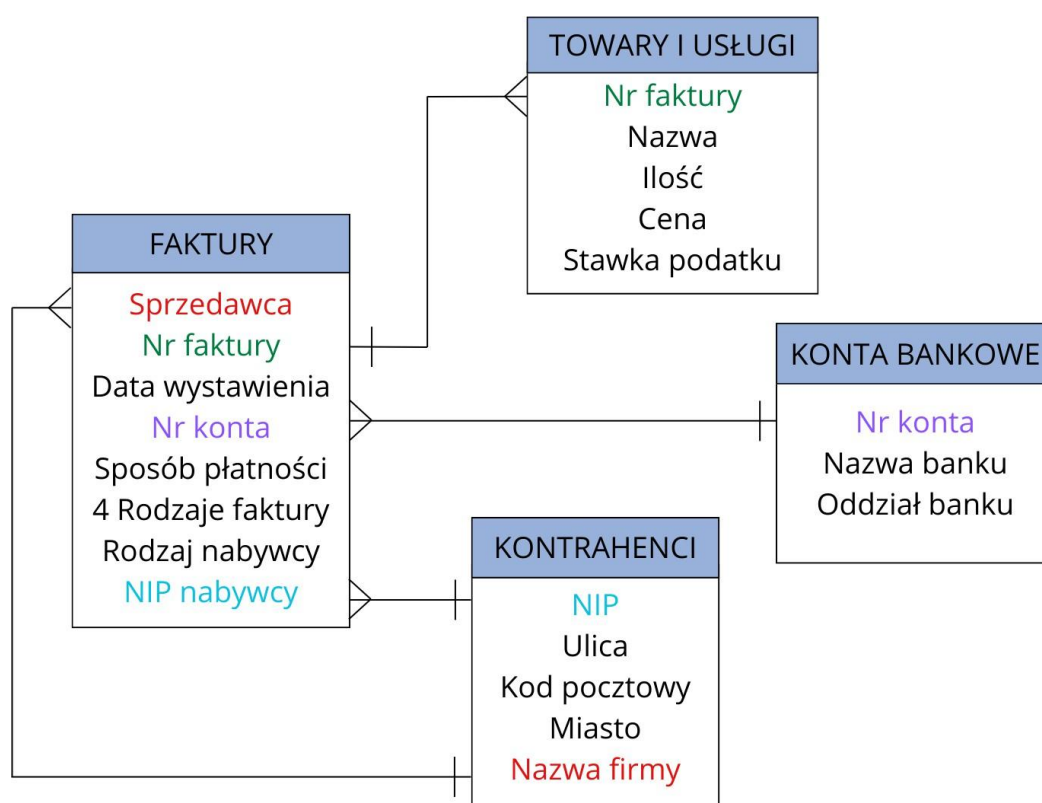 TOWARY I USŁUGI
Nr faktury
Nazwa
Ilość
Cena
Stawka podatku
FAKTURY
Sprzedawca
Nr faktury
Data wystawienia
Nr konta
Sposób płatności
4 Rodzaje faktury
Rodzaj nabywcy
NIP nabywcy
KONTA BANKOWE
Nr konta
Nazwa banku
Oddział banku
KONTRAHENCI
NIP
Ulica
Kod pocztowy
Miasto
Nazwa firmy